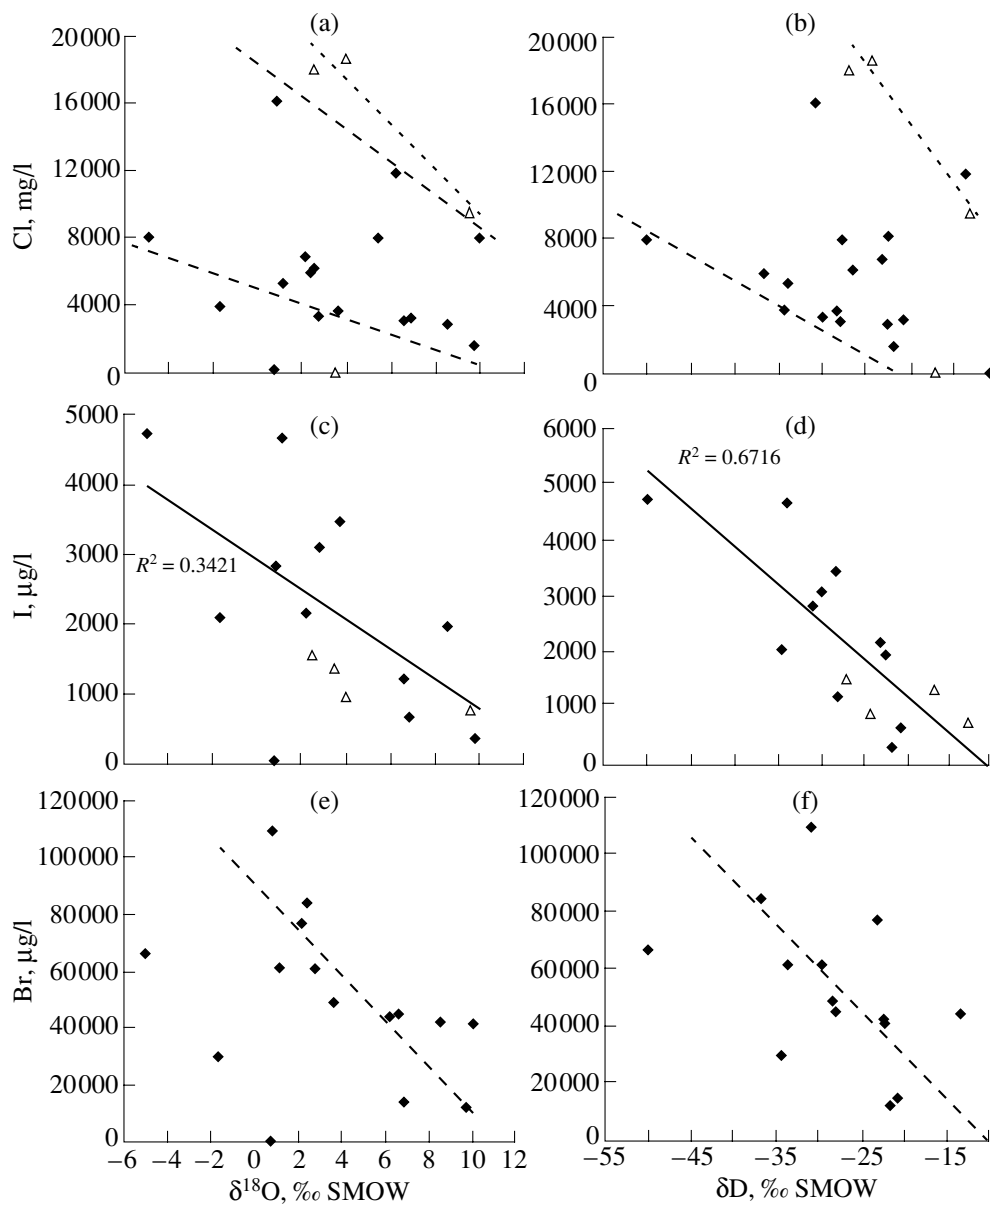 (a)
20000
16000
12000
8000
4000
0
Cl, mg/l
(b)
20000
16000
12000
8000
4000
0
(c)
5000
4000
3000
2000
1000
0
I, µg/l
R² = 0.3421
(d)
6000
5000
4000
3000
2000
1000
0
R² = 0.6716
(e)
120000
100000
80000
60000
40000
20000
0
Br, µg/l
−6 −4 −2 0 2 4 6 8 10 12
δ¹⁸O, ‰ SMOW
(f)
120000
100000
80000
60000
40000
20000
0
−55 −45 −35 −25 −15
δD, ‰ SMOW